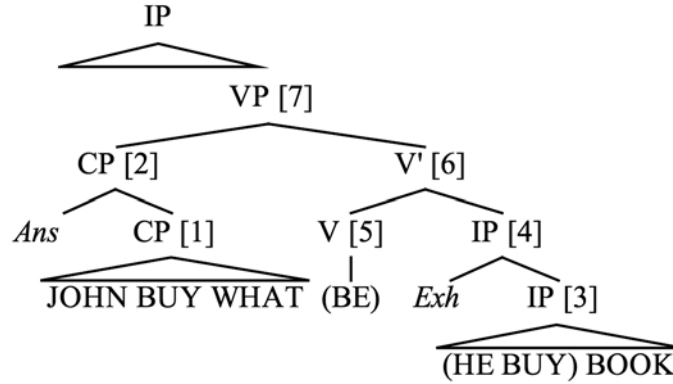 IP
VP [7]
CP [2] V' [6]
Ans CP [1] V [5] IP [4]
JOHN BUY WHAT (BE) Exh IP [3]
(HE BUY) BOOK